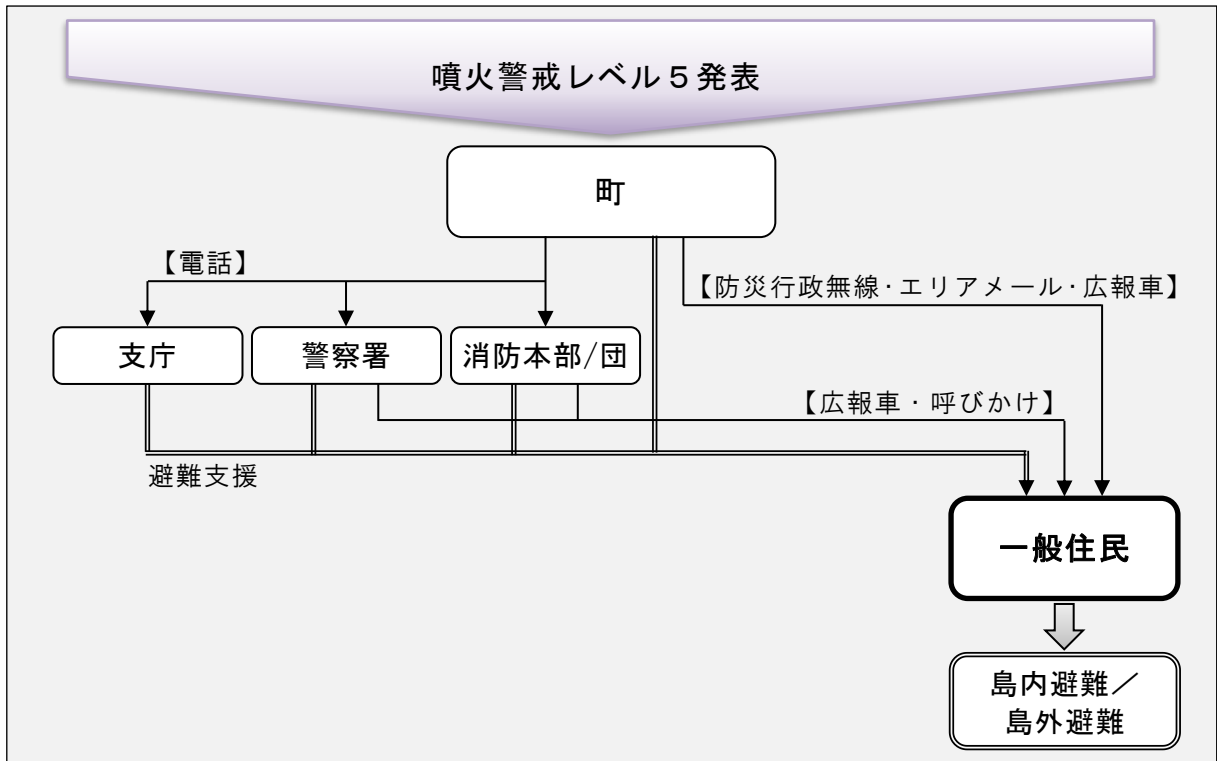 噴火警戒レベル５発表
町
【電話】
【防災行政無線･エリアメール･広報車】
支庁
警察署
消防本部/団
【広報車・呼びかけ】
避難支援
一般住民
島内避難／
島外避難